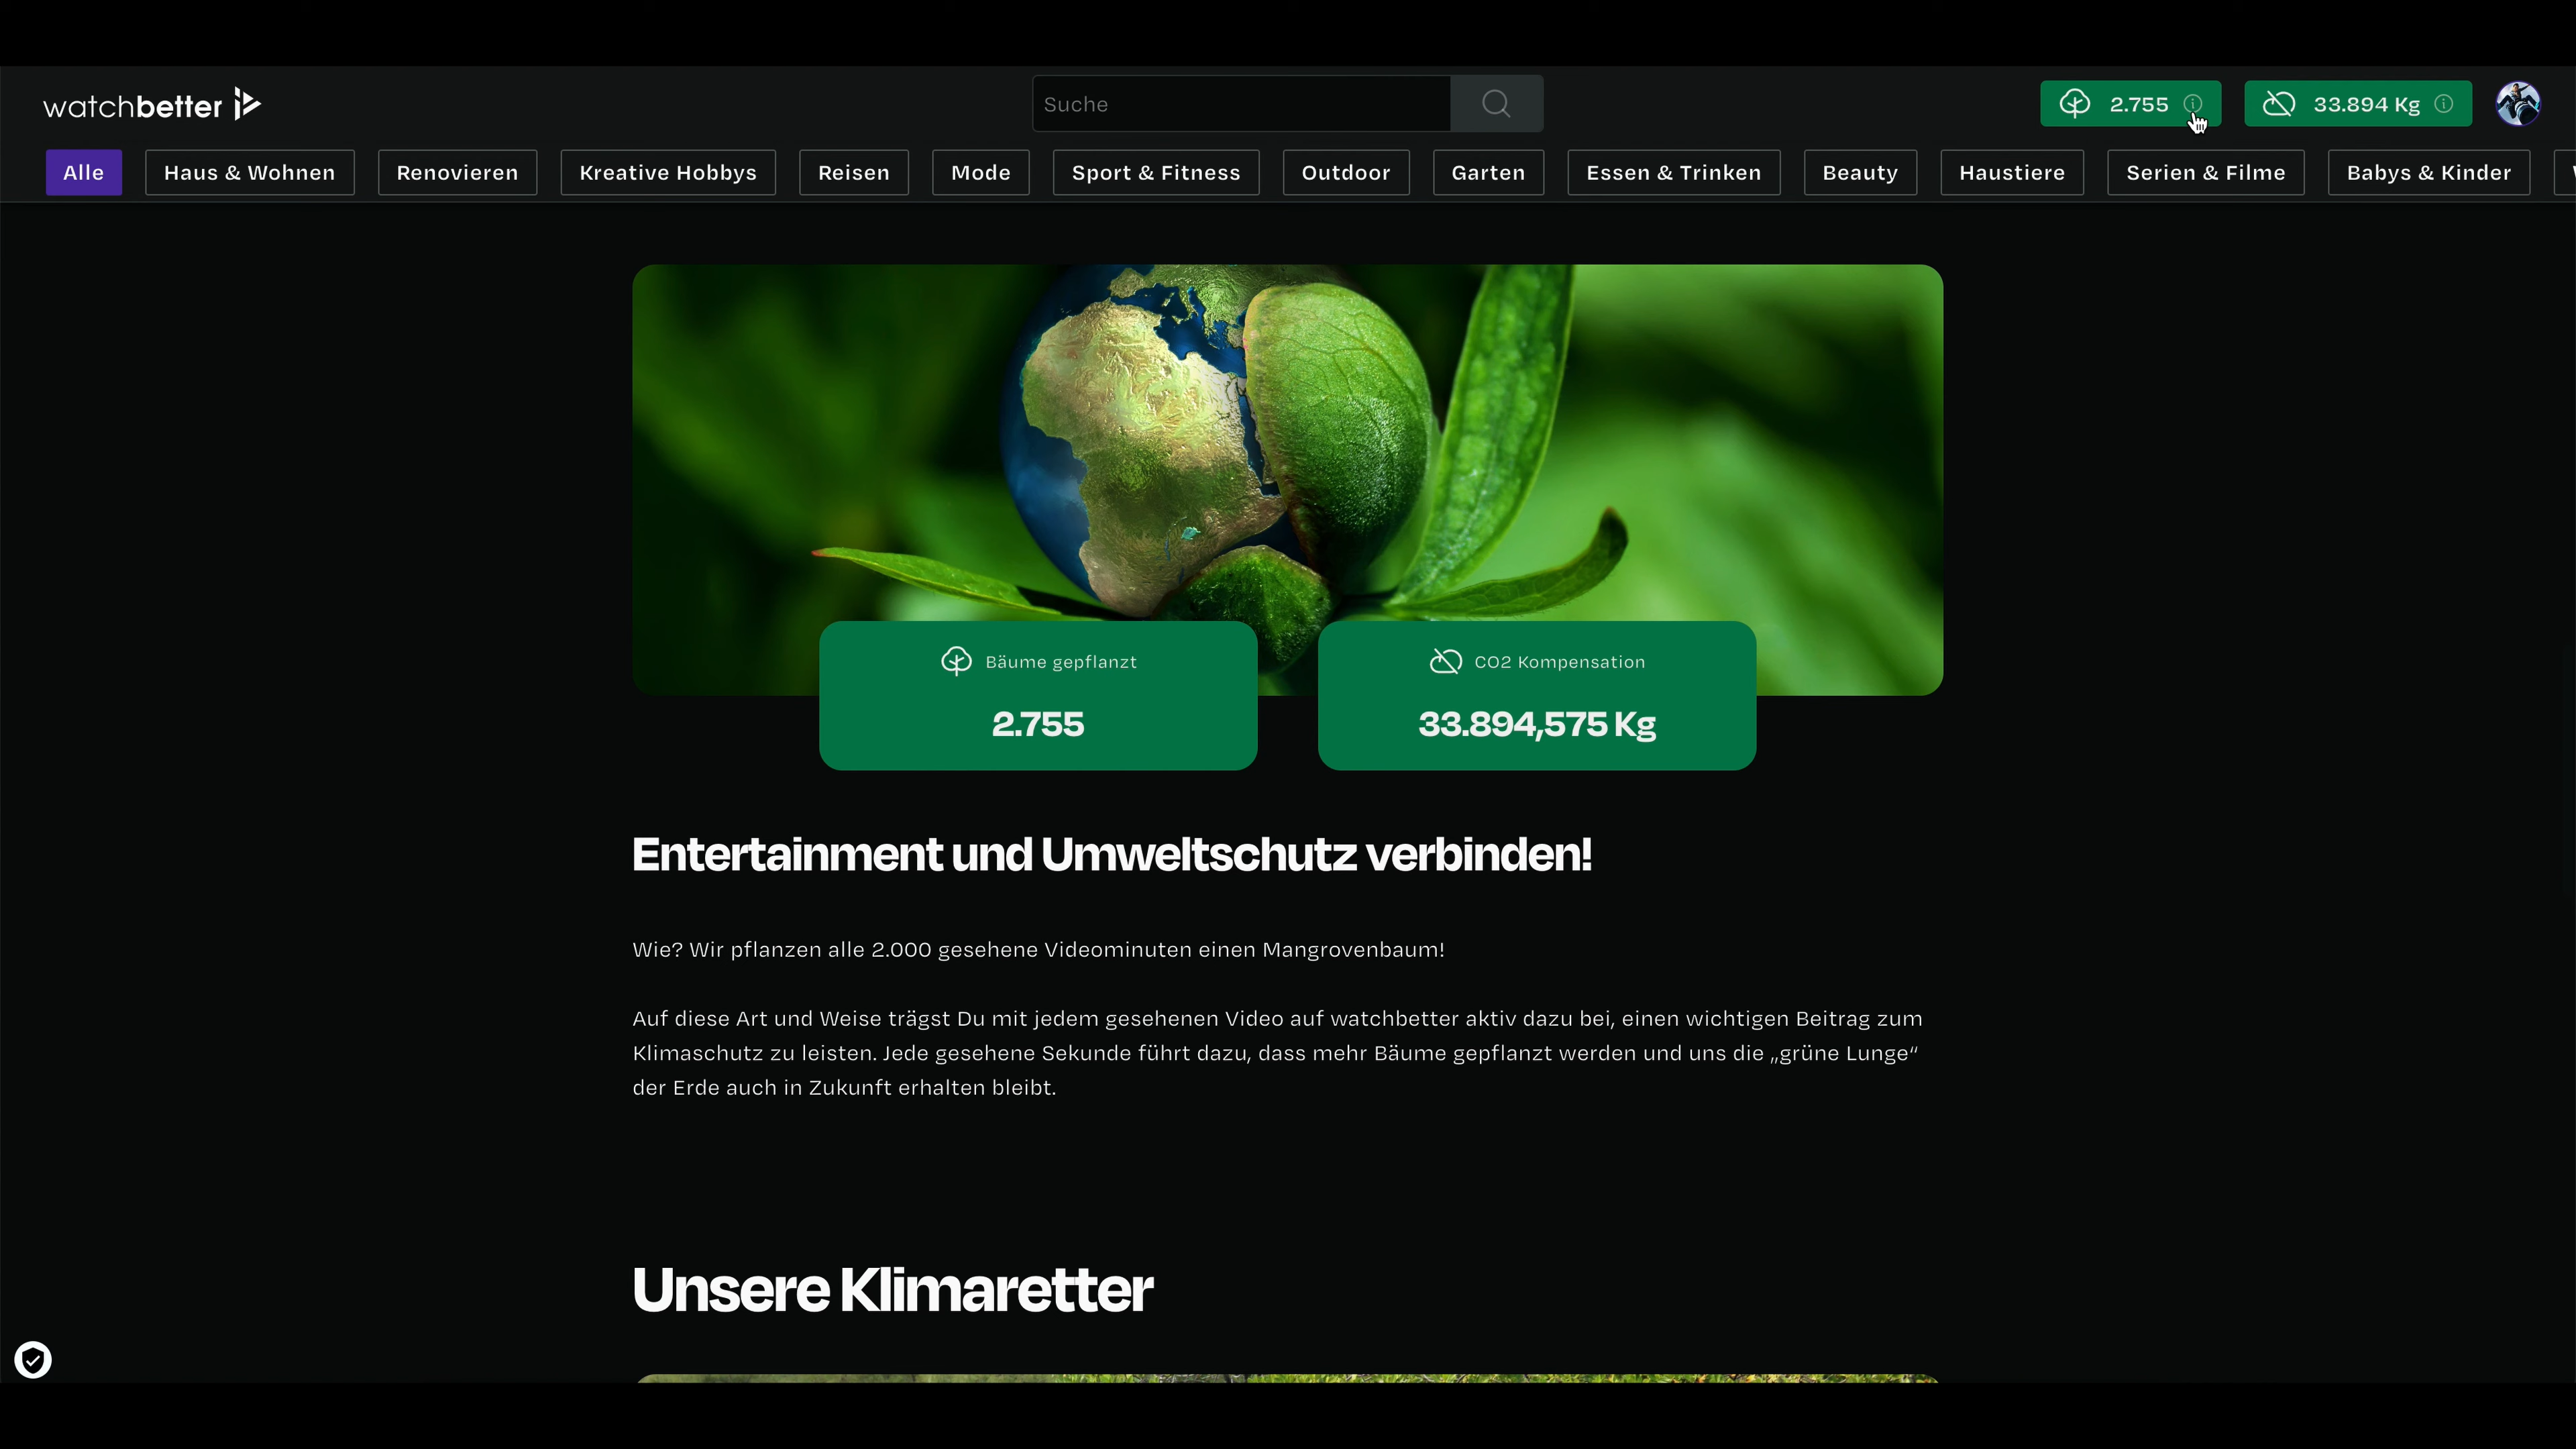 watchbetter
Suche
2.755
33.894 Kg
Alle
Haus & Wohnen
Renovieren
Kreative Hobbys
Reisen
Mode
Sport & Fitness
Outdoor
Garten
Essen & Trinken
Beauty
Haustiere
Serien & Filme
Babys & Kinder
Bäume gepflanzt
2.755
CO2 Kompensation
33.894,575 Kg
Entertainment und Umweltschutz verbinden!
Wie? Wir pflanzen alle 2.000 gesehene Videominuten einen Mangrovenbaum!
Auf diese Art und Weise trägst Du mit jedem gesehenen Video auf watchbetter aktiv dazu bei, einen wichtigen Beitrag zum
Klimaschutz zu leisten. Jede gesehene Sekunde führt dazu, dass mehr Bäume gepflanzt werden und uns die „grüne Lunge“
der Erde auch in Zukunft erhalten bleibt.
Unsere Klimaretter